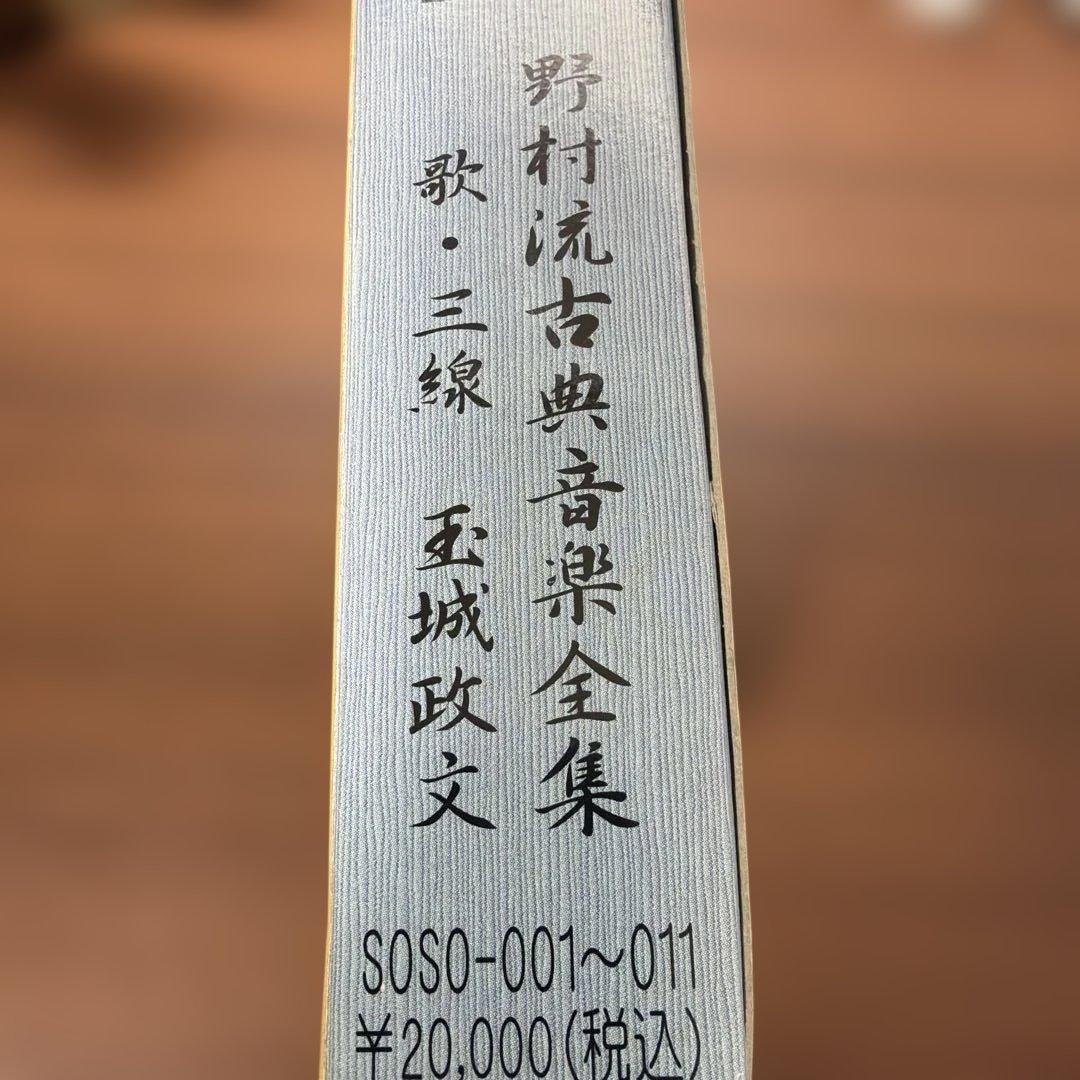 野村流古典音楽全集
歌・三線 玉城政文
SOSO-001～011
¥20,000(税込)